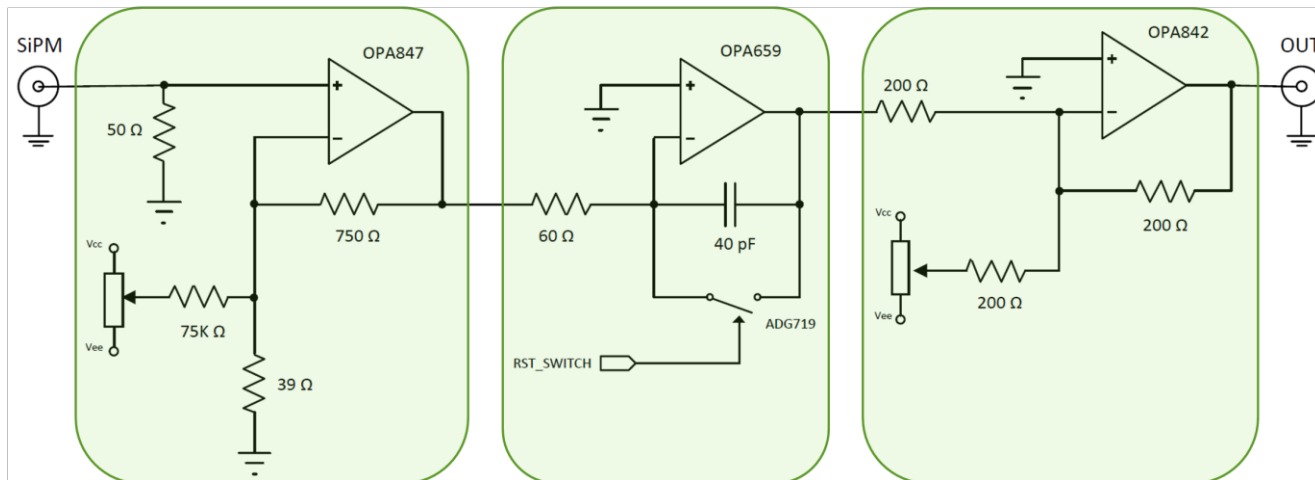 SiPM
OPA847
+
−
50 Ω
750 Ω
Vcc
75K Ω
Vee
39 Ω
OPA659
+
−
60 Ω
40 pF
ADG719
RST_SWITCH
OPA842
OUT
+
−
200 Ω
200 Ω
Vcc
200 Ω
Vee